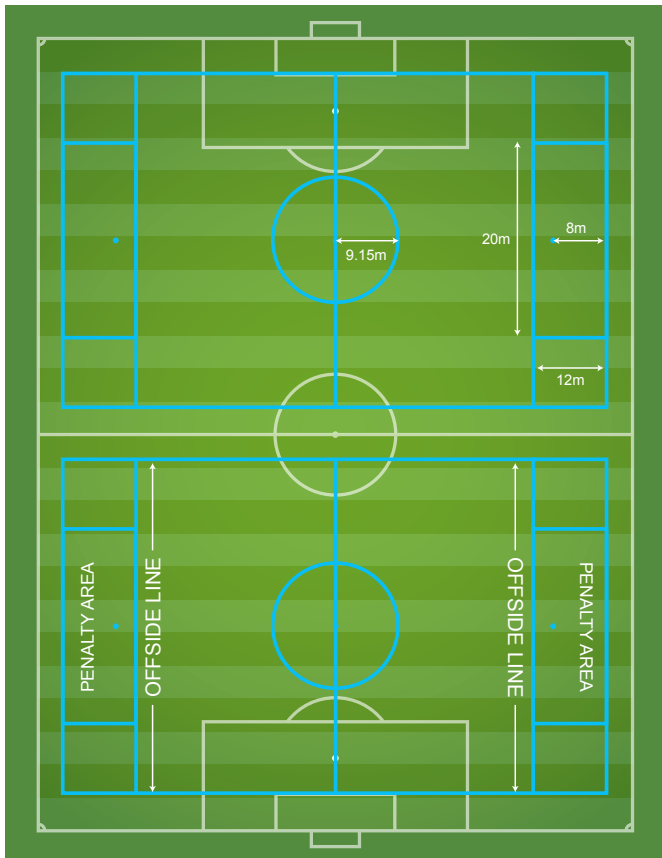 8m
20m
9.15m
12m
PENALTY AREA
OFFSIDE LINE
OFFSIDE LINE
PENALTY AREA